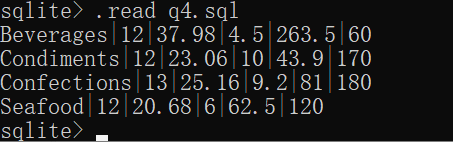 sqlite> .read q4.sql
Beverages|12|37.98|4.5|263.5|60
Condiments|12|23.06|10|43.9|170
Confections|13|25.16|9.2|81|180
Seafood|12|20.68|6|62.5|120
sqlite>